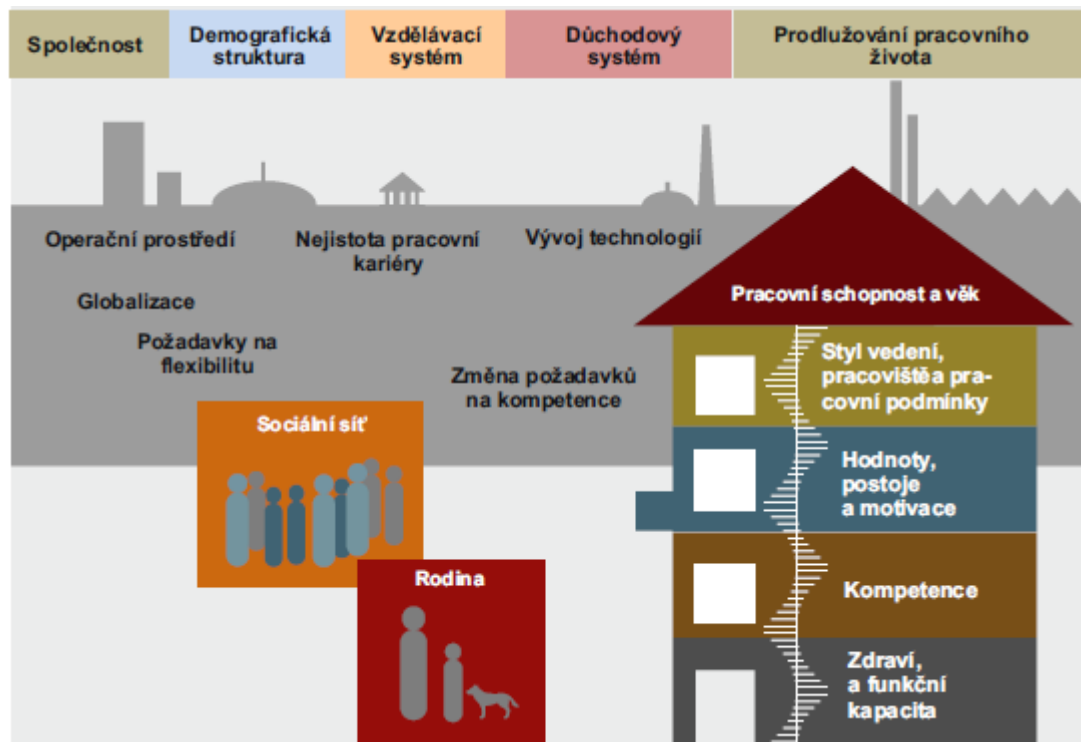 Společnost
Demografická
struktura
Vzdělávací
systém
Důchodový
systém
Prodlužování pracovního
života
Operační prostředí
Nejistota pracovní
kariéry
Vývoj technologií
Globalizace
Požadavky na
flexibilitu
Změna požadavků
na kompetence
Pracovní schopnost a věk
Styl vedení,
pracovištěa pra-
covní podmínky
Sociální síť
Hodnoty,
postoje
a motivace
Rodina
Kompetence
Zdraví,
a funkční
kapacita